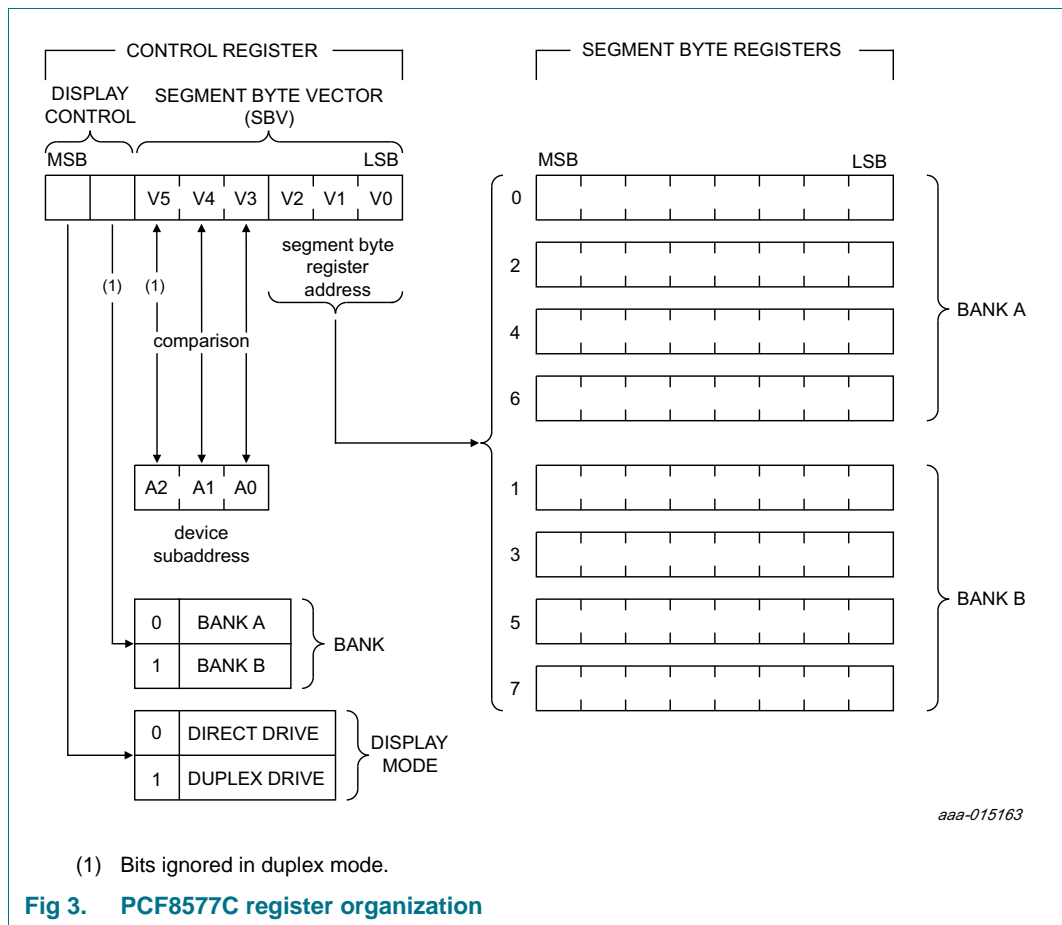 CONTROL REGISTER
DISPLAY CONTROL
SEGMENT BYTE VECTOR (SBV)
MSB LSB
V5 V4 V3 V2 V1 V0
(1) (1)
segment byte register address
comparison
A2 A1 A0
device subaddress
0 BANK A
1 BANK B
BANK
0 DIRECT DRIVE
1 DUPLEX DRIVE
DISPLAY MODE
SEGMENT BYTE REGISTERS
MSB LSB
0
2
4
6
BANK A
1
3
5
7
BANK B
aaa-015163
(1) Bits ignored in duplex mode.
Fig 3. PCF8577C register organization